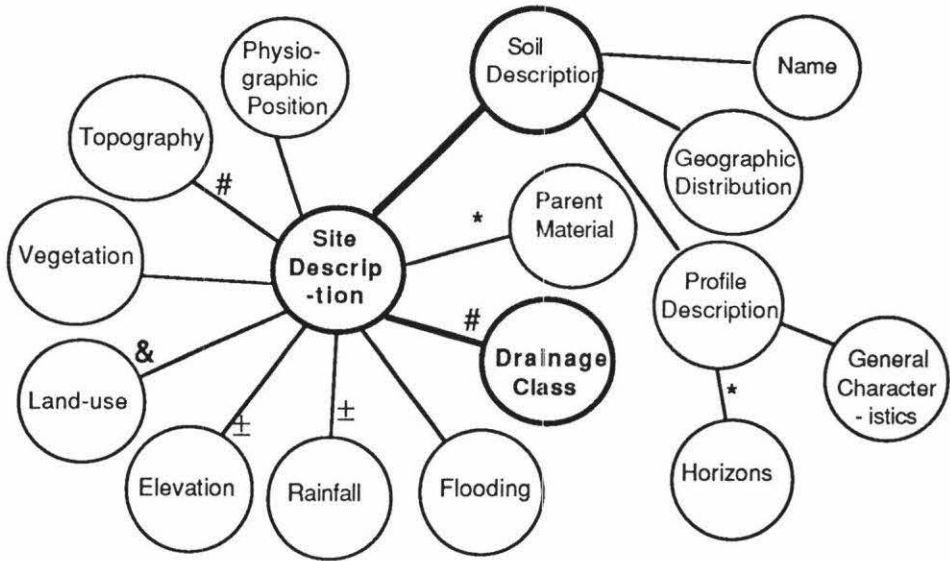 Physio-
graphic
Position
Soil
Description
Name
Topography
#
Geographic
Distribution
Parent
Material
*
Site
Descrip
-tion
Vegetation
Profile
Description
#
Drainage
Class
&
Land-use
General
Character
- istics
*
±
±
Elevation
Rainfall
Flooding
Horizons